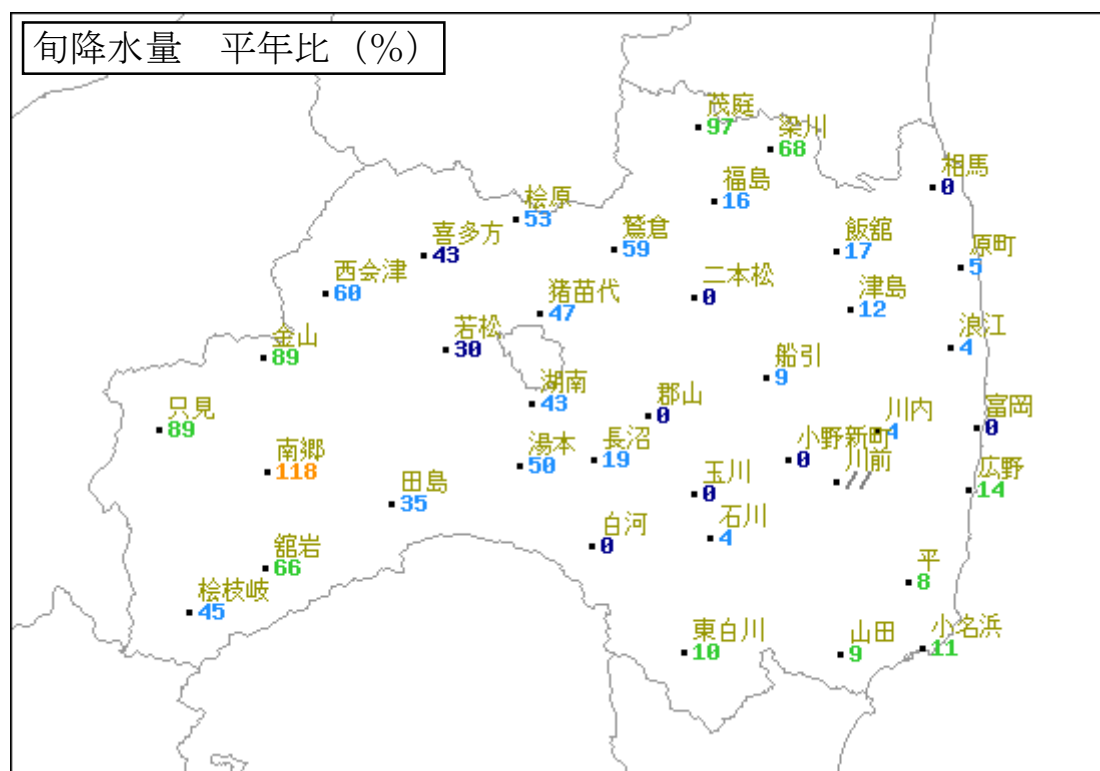 旬降水量 平年比（%）
茂庭
97
梁川
68
相馬
0
福島
16
桧原
53
鷲倉
59
喜多方
43
飯舘
17
原町
5
西会津
60
二本松
0
津島
12
猪苗代
47
浪江
4
若松
30
金山
89
船引
9
湖南
43
郡山
0
只見
89
川内
4
富岡
0
南郷
118
湯本
50
長沼
19
小野新町
0
川前
//
広野
14
田島
35
玉川
0
石川
4
白河
0
舘岩
66
平
8
桧枝岐
45
東白川
10
山田
9
小名浜
11